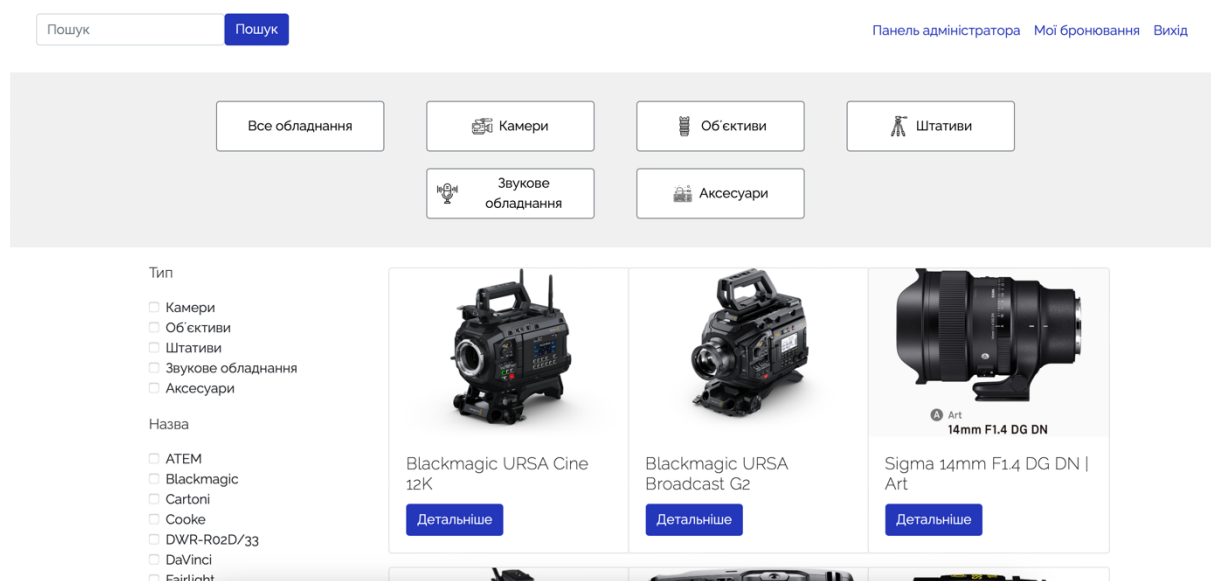 Пошук
Пошук
Панель адміністратора
Мої бронювання
Вихід
Все обладнання
Камери
Об'єктиви
Штативи
Звукове
обладнання
Аксесуари
Тип
Камери
Об'єктиви
Штативи
Звукове обладнання
Аксесуари
Назва
ATEM
Blackmagic
Cartoni
Cooke
DWR-R02D/33
DaVinci
Fairlight
Blackmagic URSA Cine
12K
Детальніше
Blackmagic URSA
Broadcast G2
Детальніше
A Art
14mm F1.4 DG DN
Sigma 14mm F1.4 DG DN |
Art
Детальніше